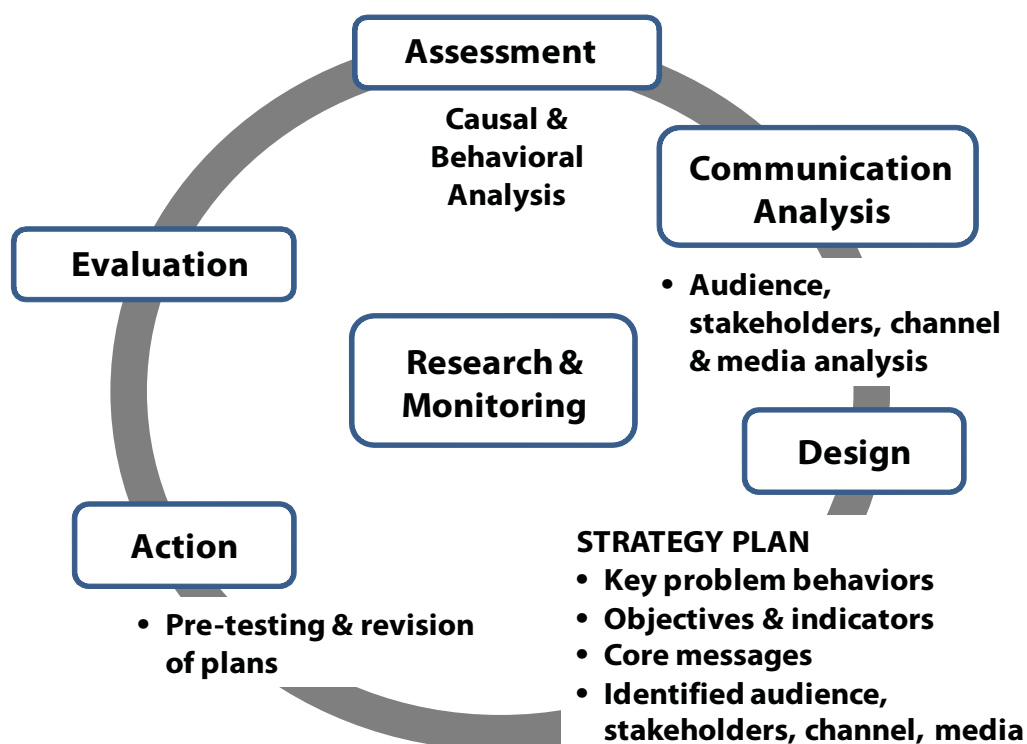 Assessment
Causal &
Behavioral
Analysis
Communication
Analysis
• Audience,
stakeholders, channel
& media analysis
Evaluation
Research &
Monitoring
Design
Action
• Pre-testing & revision
of plans
STRATEGY PLAN
• Key problem behaviors
• Objectives & indicators
• Core messages
• Identified audience,
stakeholders, channel, media